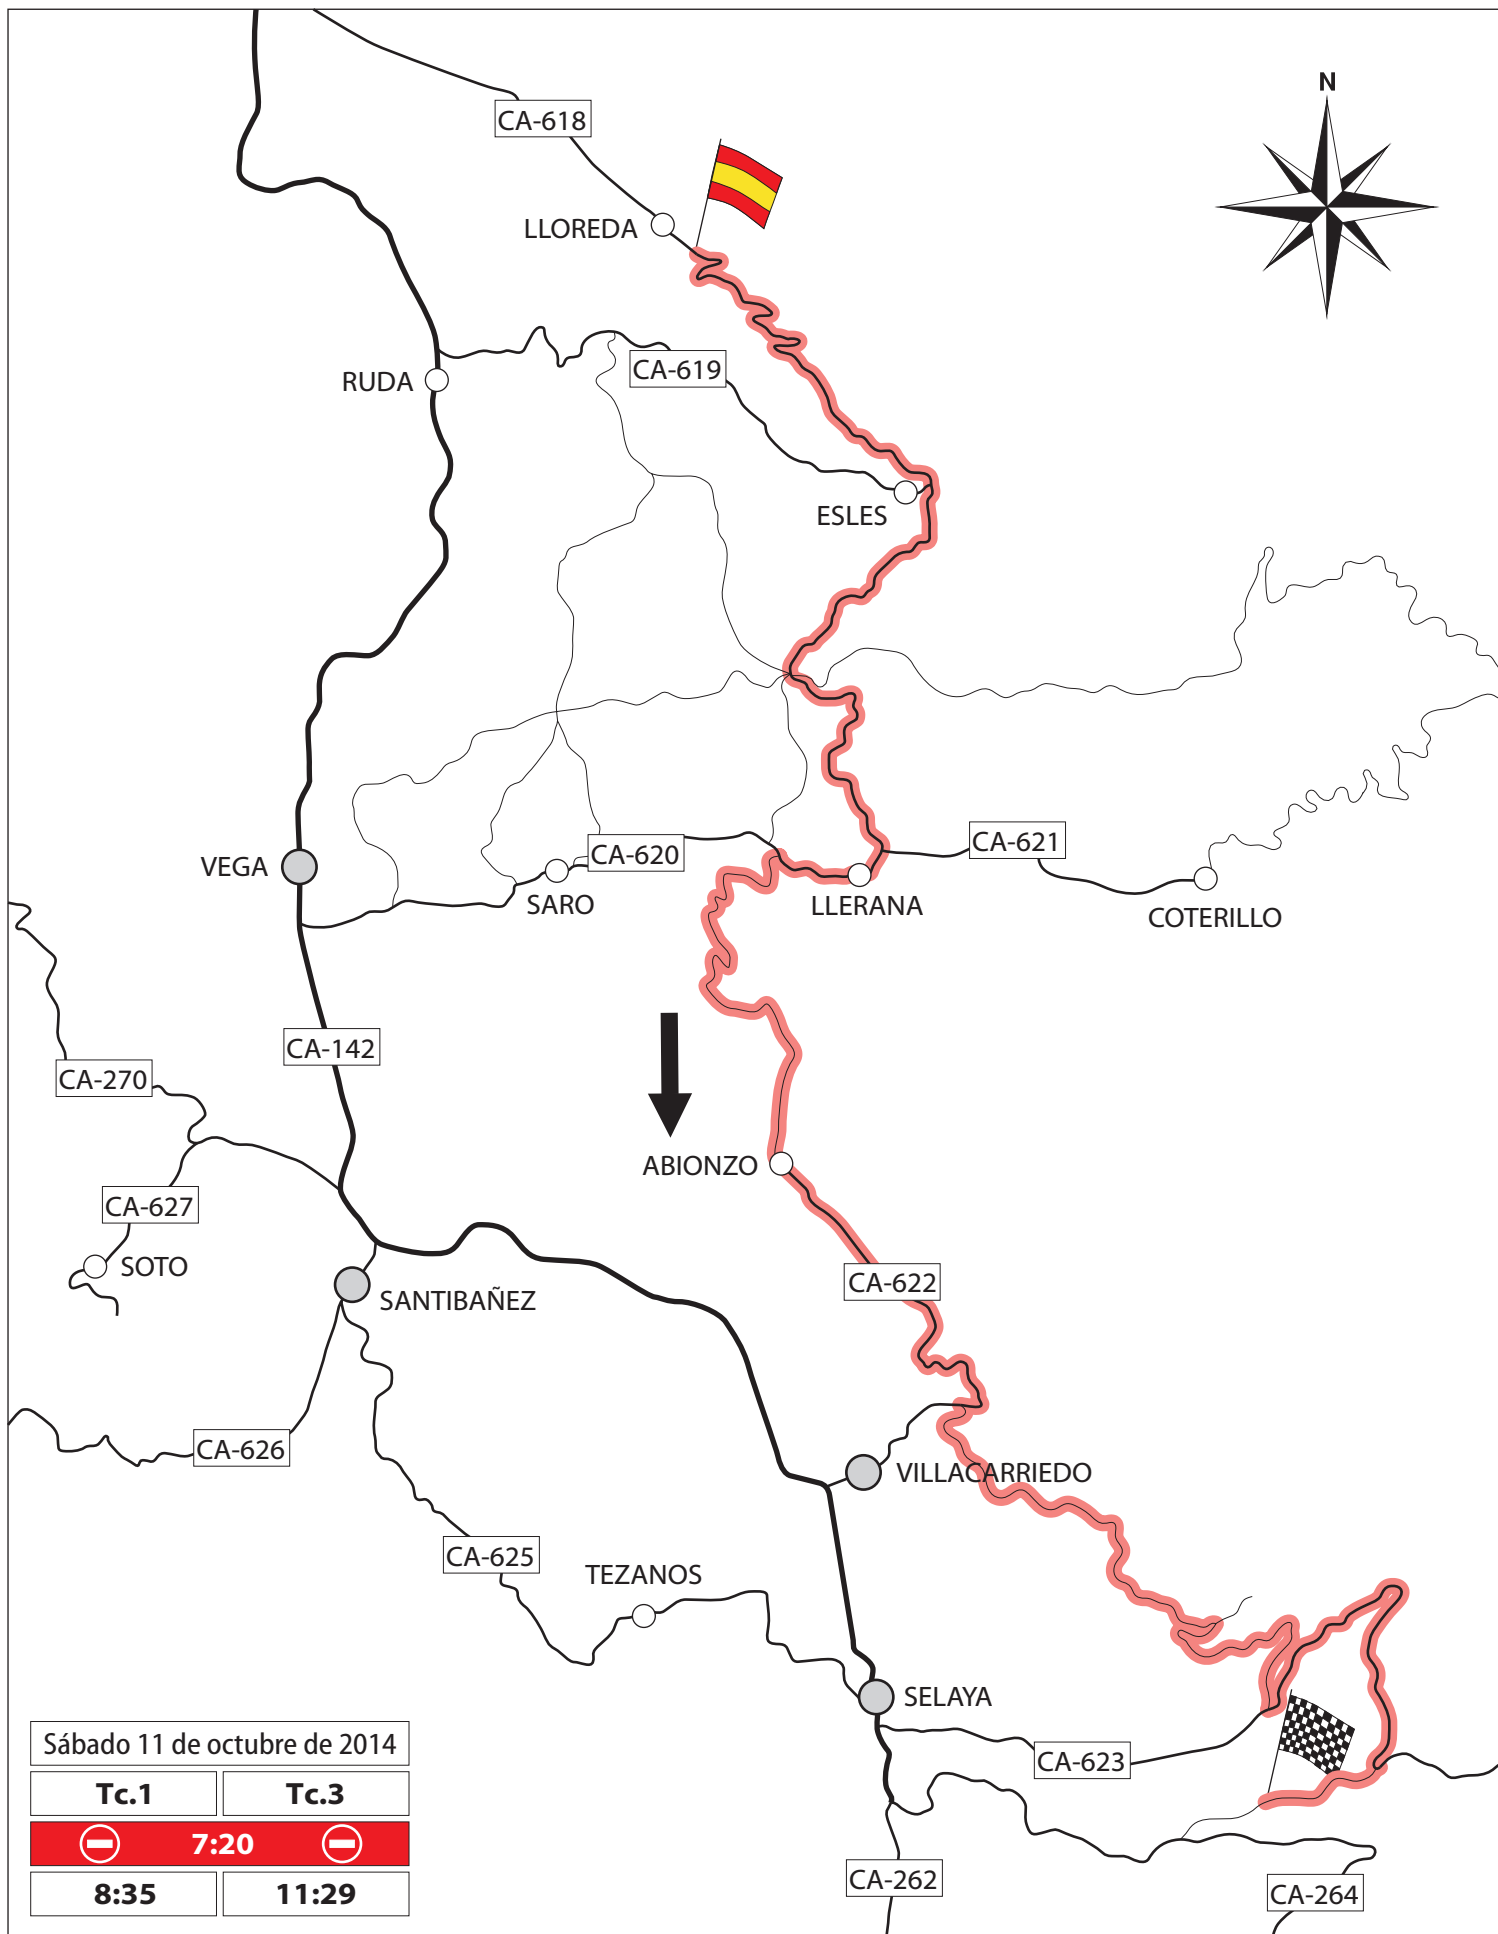 N
CA-618
LLOREDA
CA-619
RUDA
ESLES
CA-621
CA-620
VEGA
SARO
LLERANA
COTERILLO
CA-142
CA-270
ABIONZO
CA-627
SOTO
CA-622
SANTIBAÑEZ
CA-626
VILLACARRIEDO
CA-625
TEZANOS
SELAYA
CA-623
Sábado 11 de octubre de 2014
Tc.1 Tc.3
7:20
8:35 11:29
CA-262
CA-264